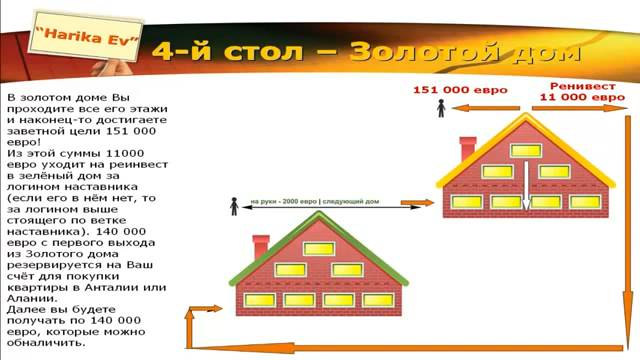 "Harika Ev"
4-й стол – Золотой дом
В золотом доме Вы
проходите все его этажи
и наконец-то достигаете
заветной цели 151 000
евро!
Из этой суммы 11000
евро уходит на реинвест
в зелёный дом за
логином наставника
(если его в нём нет, то
за логином выше
стоящего по ветке
наставника). 140 000
евро с первого выхода
из Золотого дома
резервируется на Ваш
счёт для покупки
квартиры в Анталии или
Алании.
Далее вы будете
получать по 140 000
евро, которые можно
обналичить.
151 000 евро
Ренивест
11 000 евро
на руки - 2000 евро | следующий дом